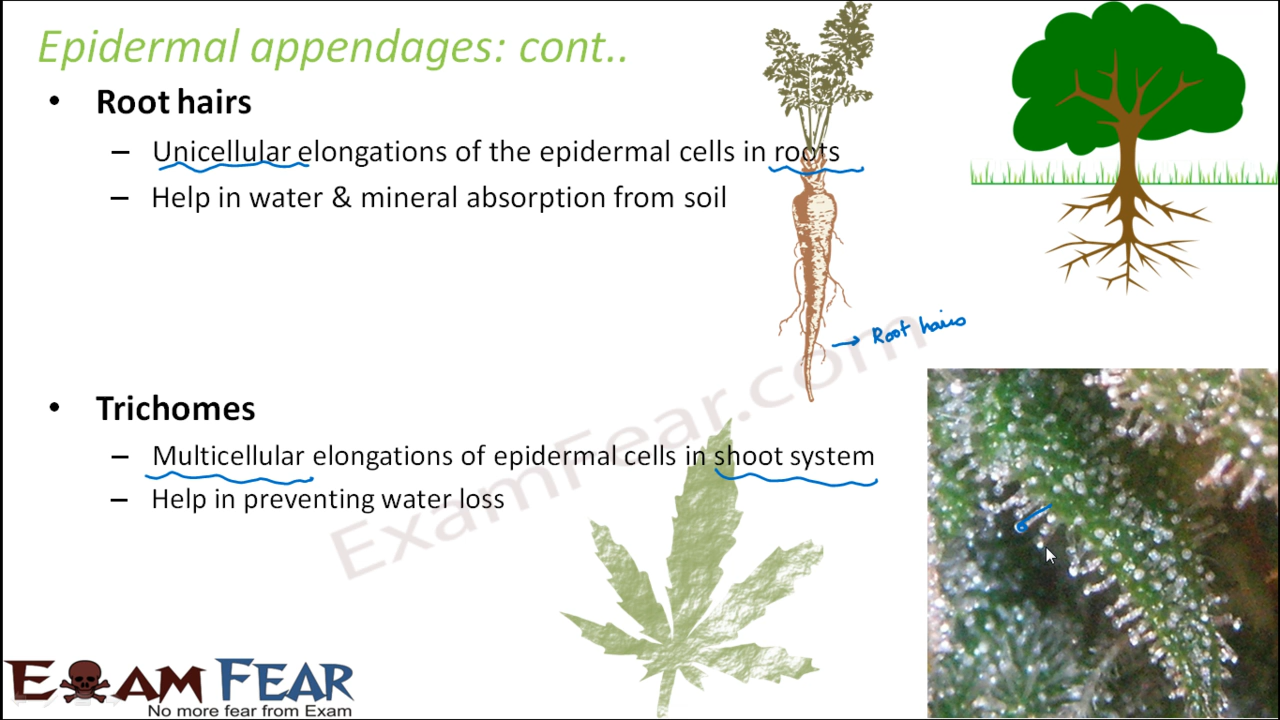 Epidermal appendages: cont..
• Root hairs
– Unicellular elongations of the epidermal cells in roots
– Help in water & mineral absorption from soil
→ Root hairs
• Trichomes
– Multicellular elongations of epidermal cells in shoot system
– Help in preventing water loss
ExamFear.com
EXAM FEAR
No more fear from Exam